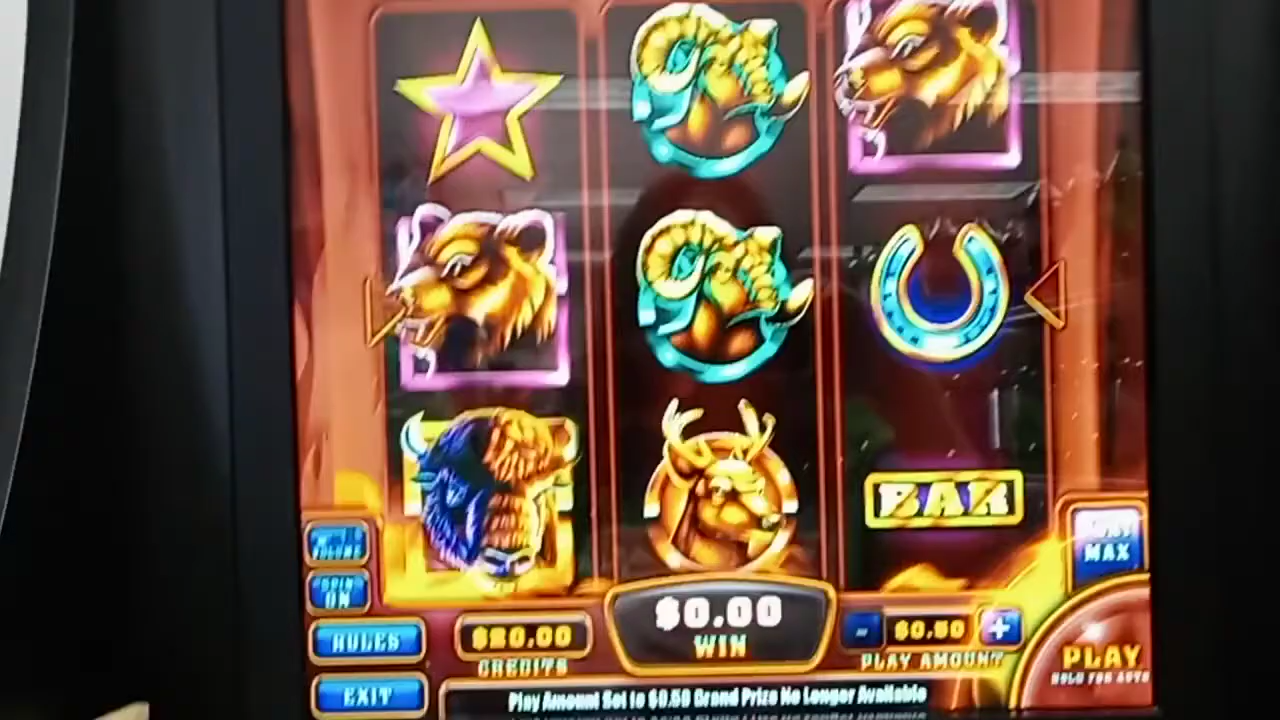 BAR
MAX
ON
$0.00
WIN
$20.00
CREDITS
- $0.50 +
PLAY AMOUNT
RULES
EXIT
PLAY
HOLD FOR AUTO
Play Amount Set to $0.50 Grand Prize No Longer Available